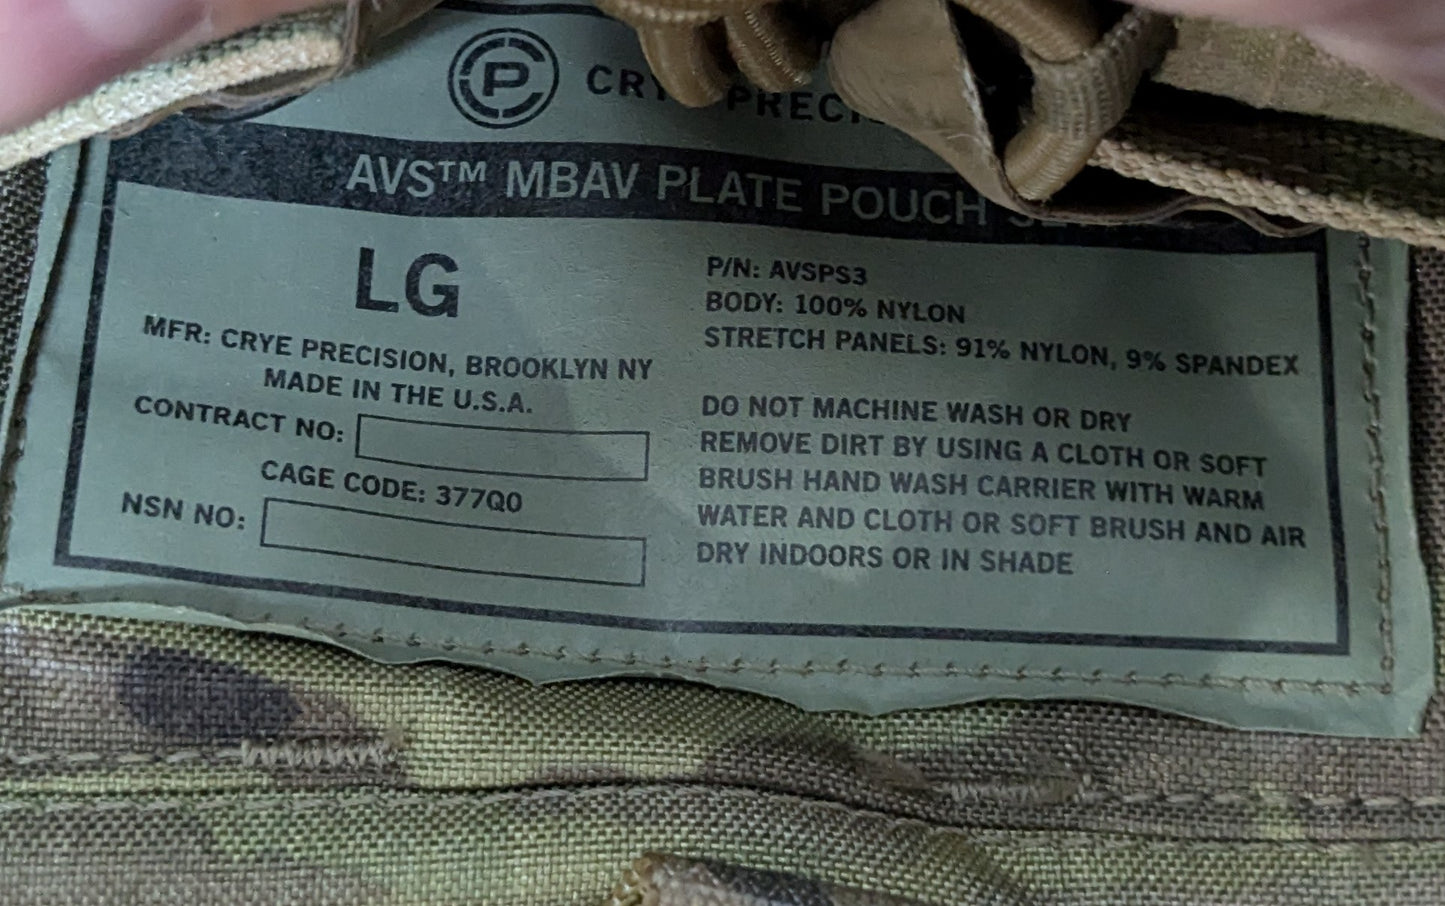 P CRY PREC
AVS™ MBAV PLATE POUCH
LG
MFR: CRYE PRECISION, BROOKLYN NY
MADE IN THE U.S.A.
CONTRACT NO:
CAGE CODE: 377Q0
NSN NO:
P/N: AVSPS3
BODY: 100% NYLON
STRETCH PANELS: 91% NYLON, 9% SPANDEX
DO NOT MACHINE WASH OR DRY
REMOVE DIRT BY USING A CLOTH OR SOFT
BRUSH HAND WASH CARRIER WITH WARM
WATER AND CLOTH OR SOFT BRUSH AND AIR
DRY INDOORS OR IN SHADE